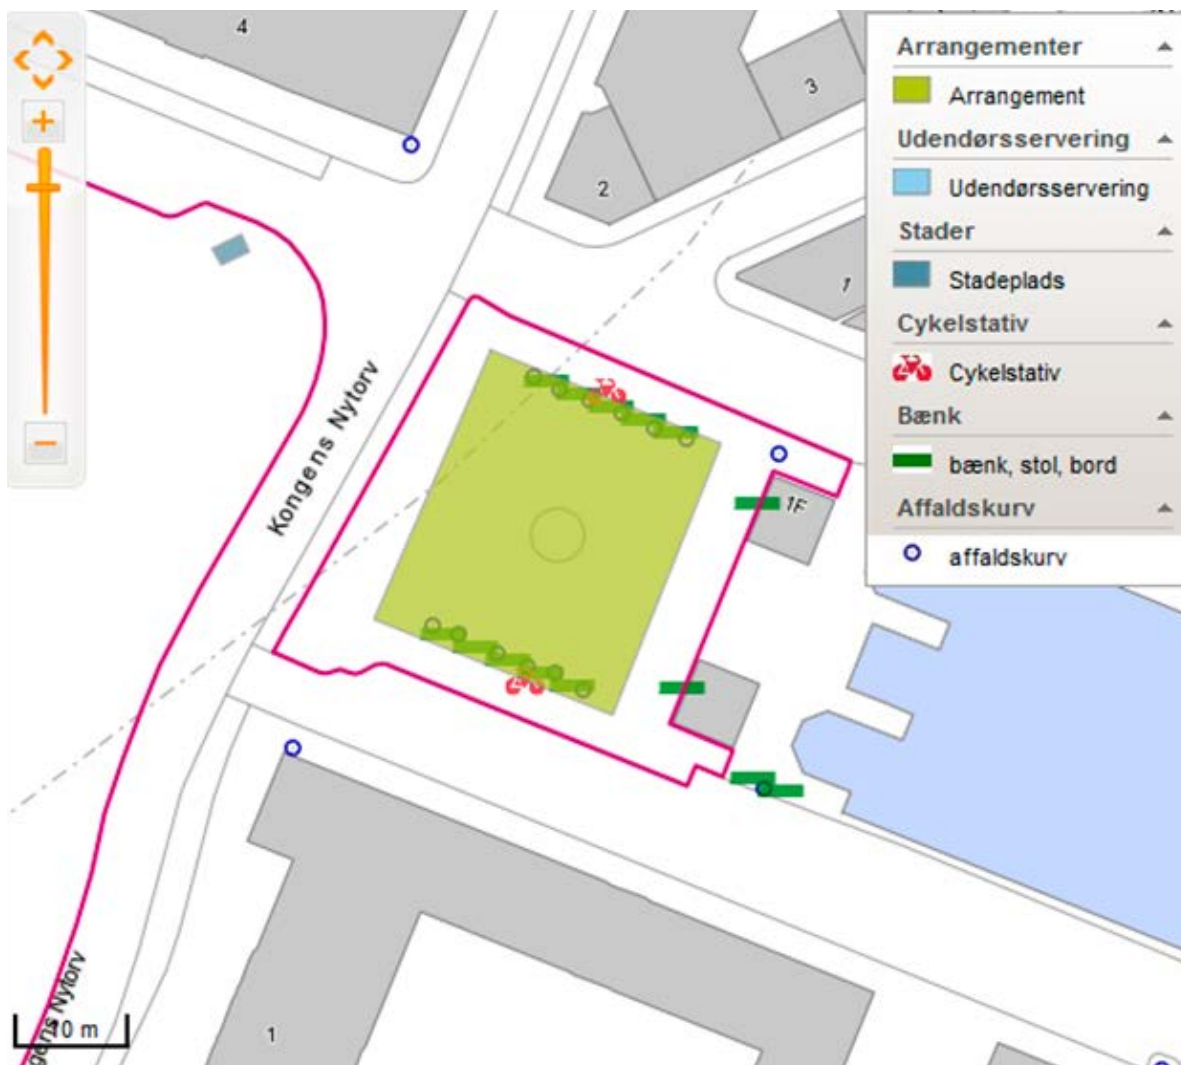 4
3
2
1
Kongens Nytorv
1F
1
gens Nytorv
10 m
Arrangementer
Arrangement
Udendørsservering
Udendørsservering
Stader
Stadeplads
Cykelstativ
Cykelstativ
Bænk
bænk, stol, bord
Affaldskurv
affaldskurv